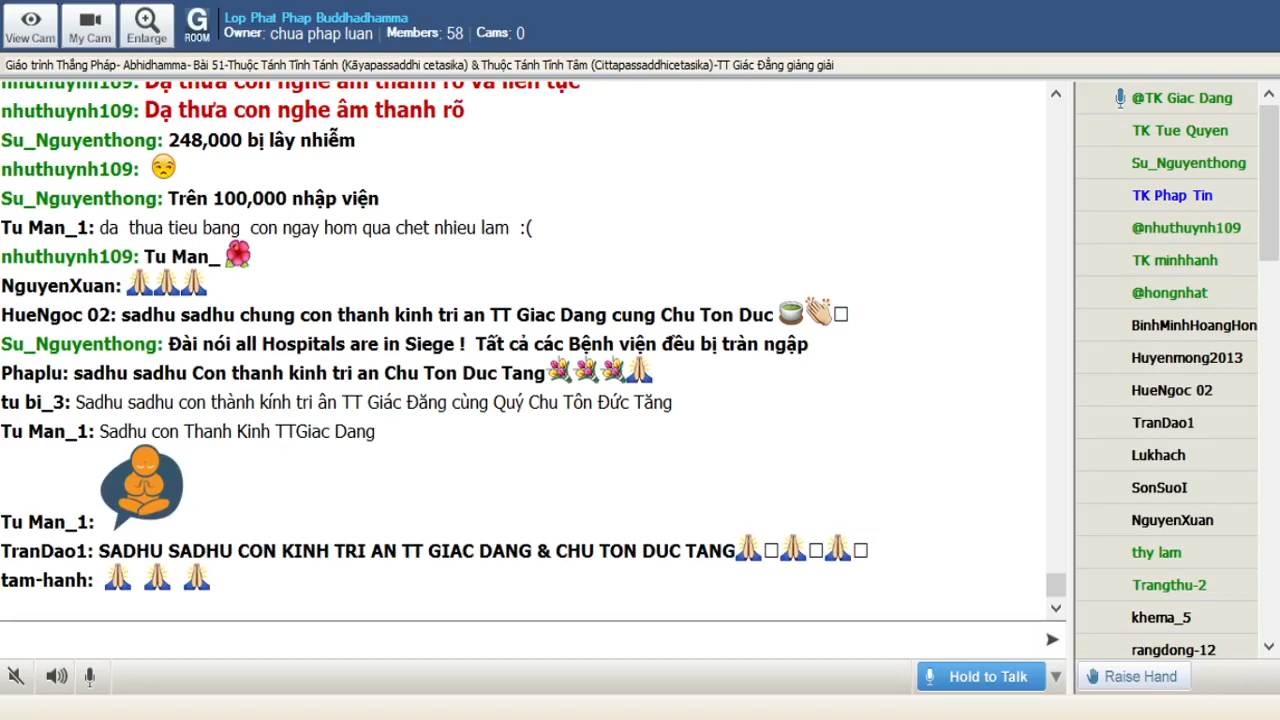 View Cam
My Cam
Enlarge
G
ROOM
Lop Phat Phap Buddhadhamma
Owner: chua phap luan Members: 58 Cams: 0
Giáo trình Thắng Pháp- Abhidhamma- Bài 51-Thuộc Tánh Tĩnh Tánh (Kāyapassaddhi cetasika) & Thuộc Tánh Tĩnh Tâm (Cittapassaddhicetasika)-TT Giác Đẳng giảng giải
nhuthuynh109: Dạ thưa con nghe âm thanh rõ và liên tục
nhuthuynh109: Dạ thưa con nghe âm thanh rõ
Su_Nguyenthong: 248,000 bị lây nhiễm
nhuthuynh109:
Su_Nguyenthong: Trên 100,000 nhập viện
Tu Man_1: da thua tieu bang con ngay hom qua chet nhieu lam :(
nhuthuynh109: Tu Man_
NguyenXuan:
HueNgoc 02: sadhu sadhu chung con thanh kinh tri an TT Giac Dang cung Chu Ton Duc
Su_Nguyenthong: Đài nói all Hospitals are in Siege ! Tất cả các Bệnh viện đều bị tràn ngập
Phaplu: sadhu sadhu Con thanh kinh tri an Chu Ton Duc Tang
tu bi_3: Sadhu sadhu con thành kính tri ân TT Giác Đăng cùng Quý Chu Tôn Đức Tăng
Tu Man_1: Sadhu con Thanh Kinh TTGiac Dang
Tu Man_1:
TranDao1: SADHU SADHU CON KINH TRI AN TT GIAC DANG & CHU TON DUC TANG
tam-hanh:
@TK Giac Dang
TK Tue Quyen
Su_Nguyenthong
TK Phap Tin
@nhuthuynh109
TK minhhanh
@hongnhat
BinhMinhHoangHon
Huyenmong2013
HueNgoc 02
TranDao1
Lukhach
SonSuoI
NguyenXuan
thy lam
Trangthu-2
khema_5
rangdong-12
Hold to Talk
Raise Hand